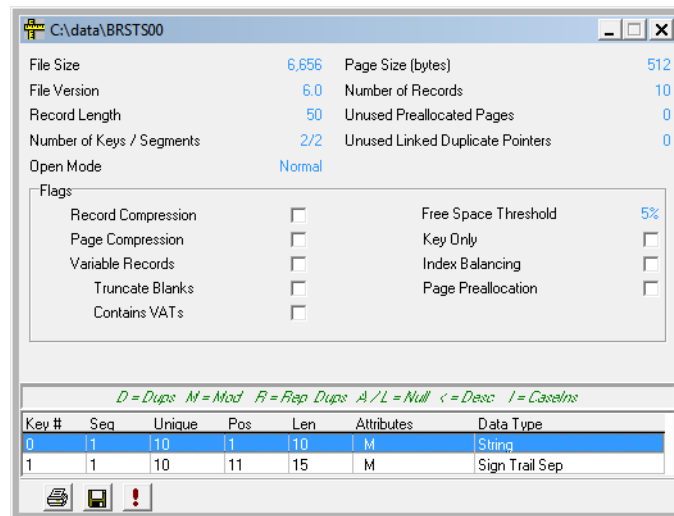 C:\data\BRSTS00
File Size 6,656 Page Size (bytes) 512
File Version 6.0 Number of Records 10
Record Length 50 Unused Preallocated Pages 0
Number of Keys / Segments 2/2 Unused Linked Duplicate Pointers 0
Open Mode Normal
Flags
Record Compression Free Space Threshold 5%
Page Compression Key Only
Variable Records Index Balancing
Truncate Blanks Page Preallocation
Contains VATs
D = Dups M = Mod R = Rep Dups A / L = Null < = Desc I = CaseIns
Key # Seg Unique Pos Len Attributes Data Type
0 1 10 1 10 M String
1 1 10 11 15 M Sign Trail Sep